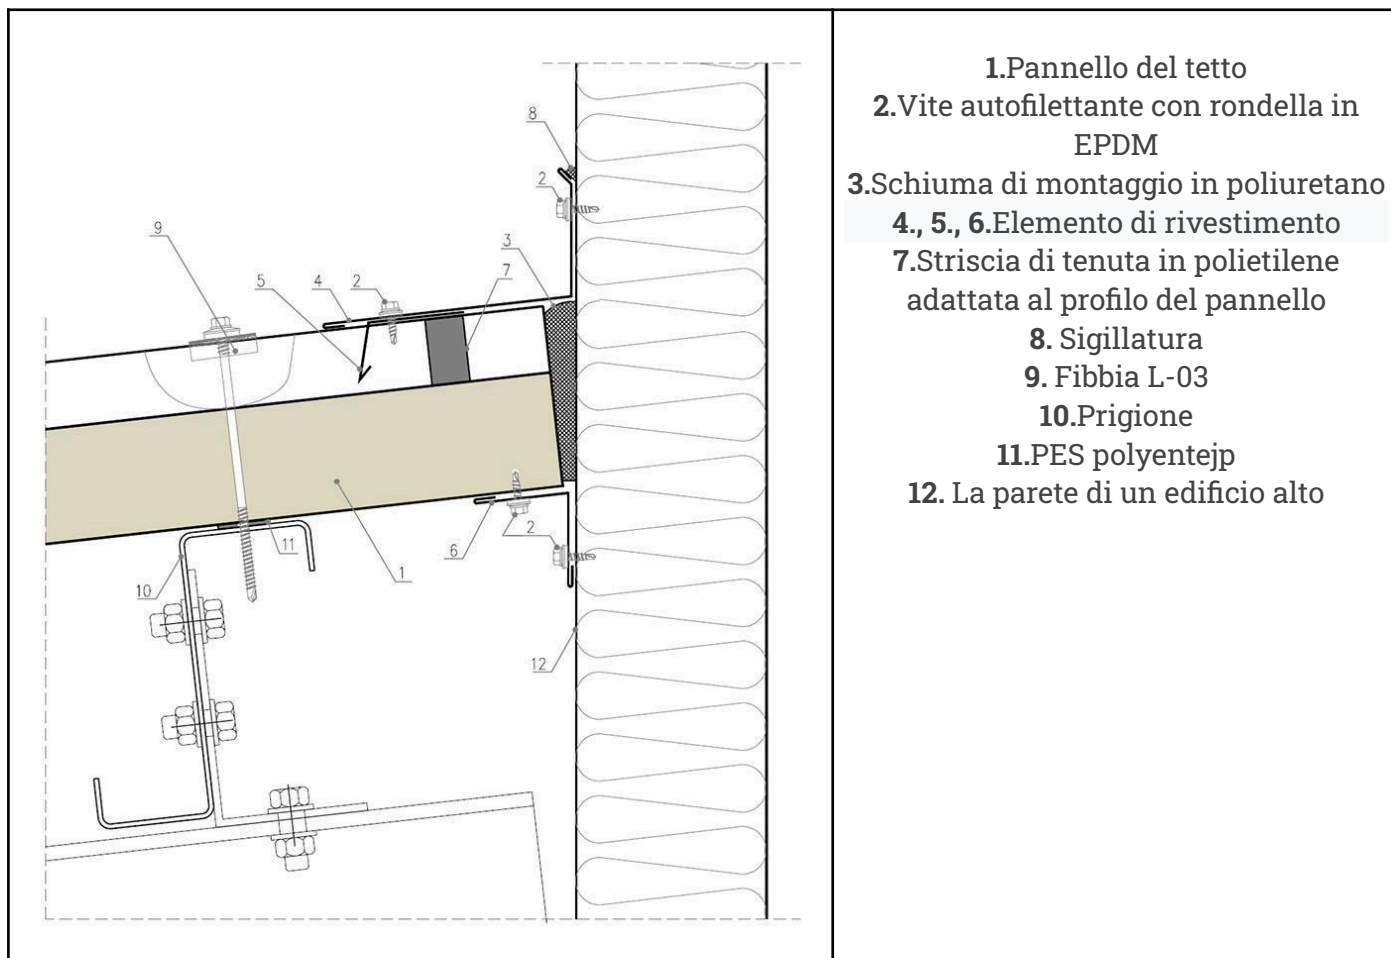 8
2
9
3
5
4
2
7
11
6
2
1
10
12
1.Pannello del tetto
2.Vite autofilettante con rondella in
EPDM
3.Schiuma di montaggio in poliuretano
4., 5., 6.Elemento di rivestimento
7.Striscia di tenuta in polietilene
adattata al profilo del pannello
8. Sigillatura
9. Fibbia L-03
10.Prigione
11.PES polyentejp
12. La parete di un edificio alto